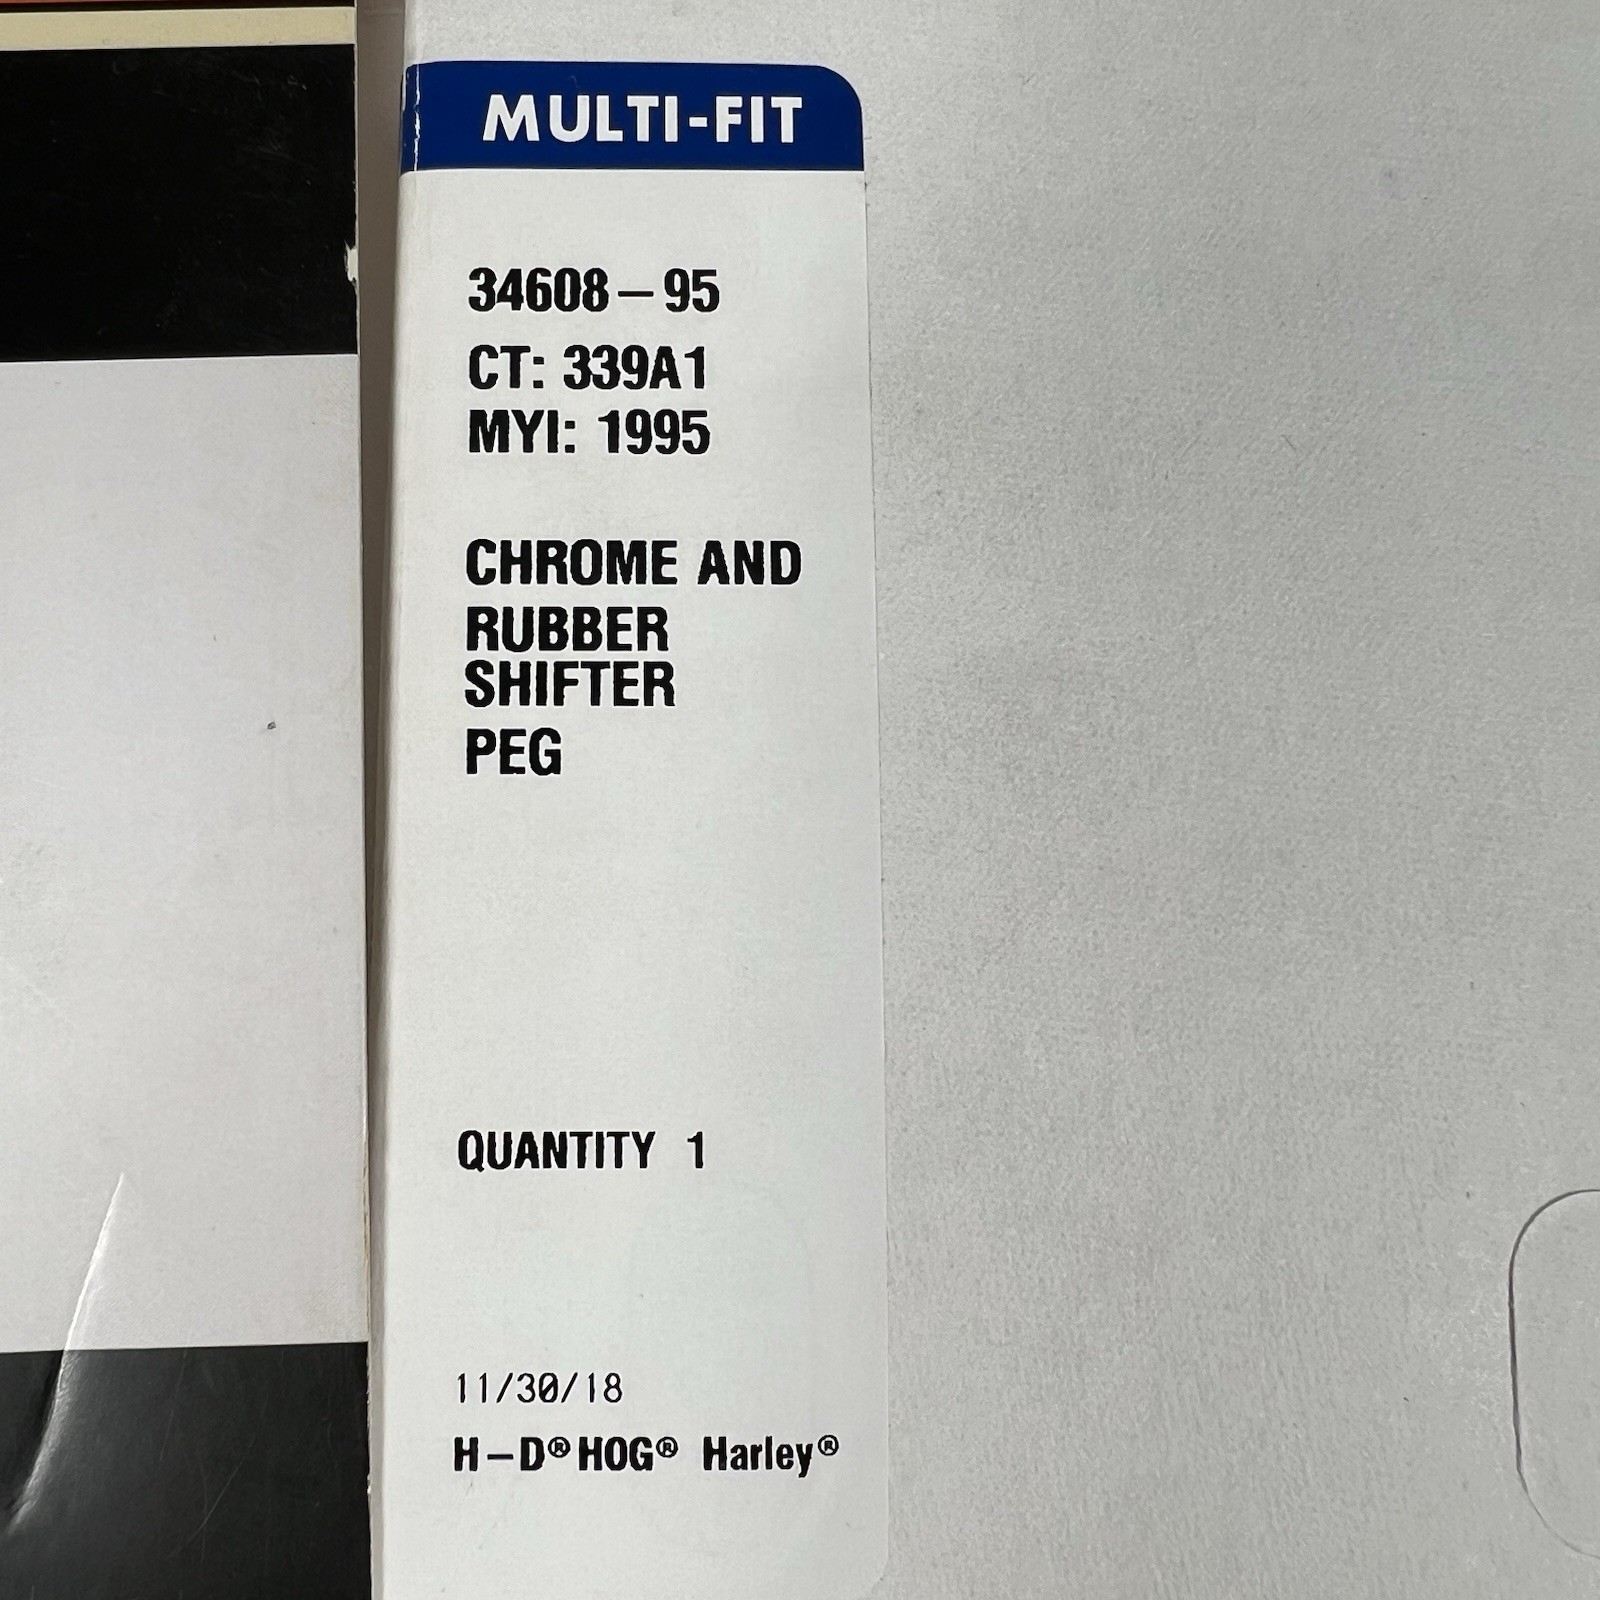 MULTI-FIT
34608-95
CT: 339A1
MYI: 1995
CHROME AND
RUBBER
SHIFTER
PEG
QUANTITY 1
11/30/18
H-D® HOG® Harley®